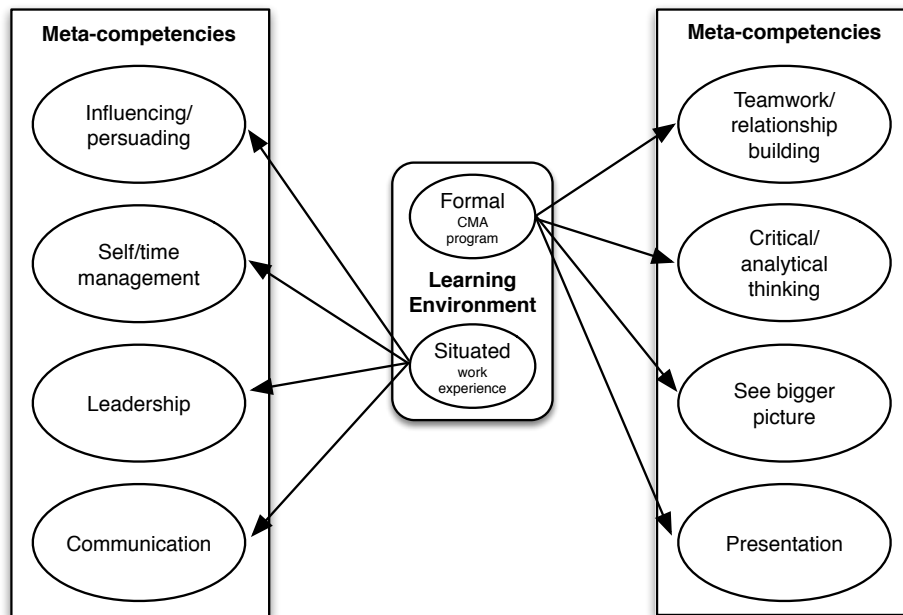 Meta-competencies
Influencing/
persuading
Self/time
management
Leadership
Communication
Formal
CMA
program
Learning
Environment
Situated
work
experience
Meta-competencies
Teamwork/
relationship
building
Critical/
analytical
thinking
See bigger
picture
Presentation